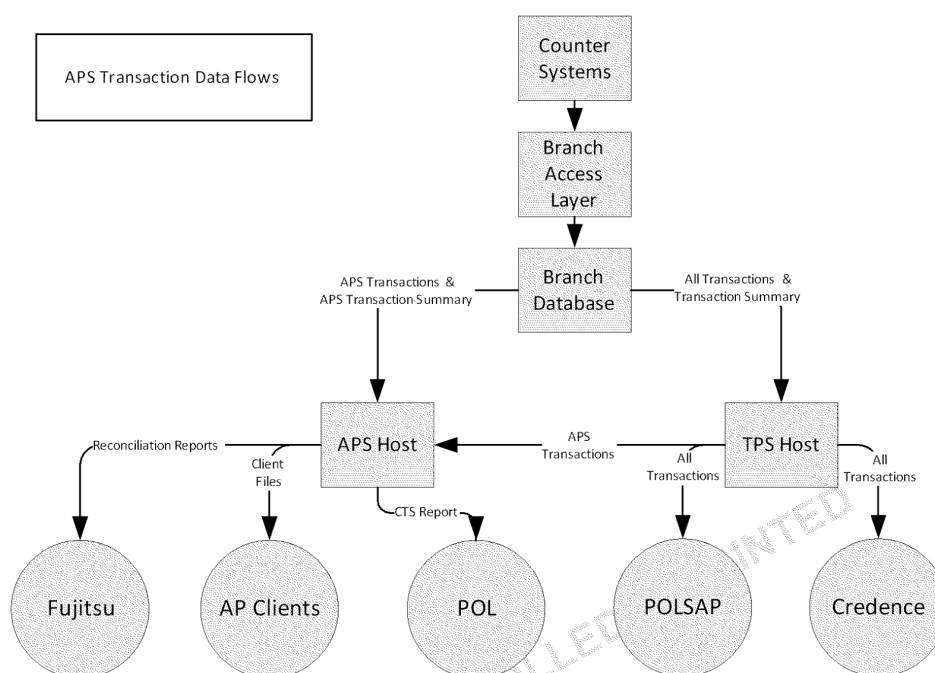 APS Transaction Data Flows
Counter
Systems
Branch
Access
Layer
Branch
Database
APS Transactions &
APS Transaction Summary
All Transactions &
Transaction Summary
APS Host
TPS Host
Reconciliation Reports
Client
Files
CTS Report
APS
Transactions
All
Transactions
All
Transactions
Fujitsu
AP Clients
POL
POLSAP
Credence